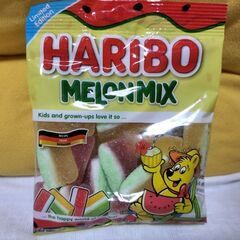 Limited
Edition
HARIBO
MELONMIX
Kids and grown-ups love it so ...
... the happy world